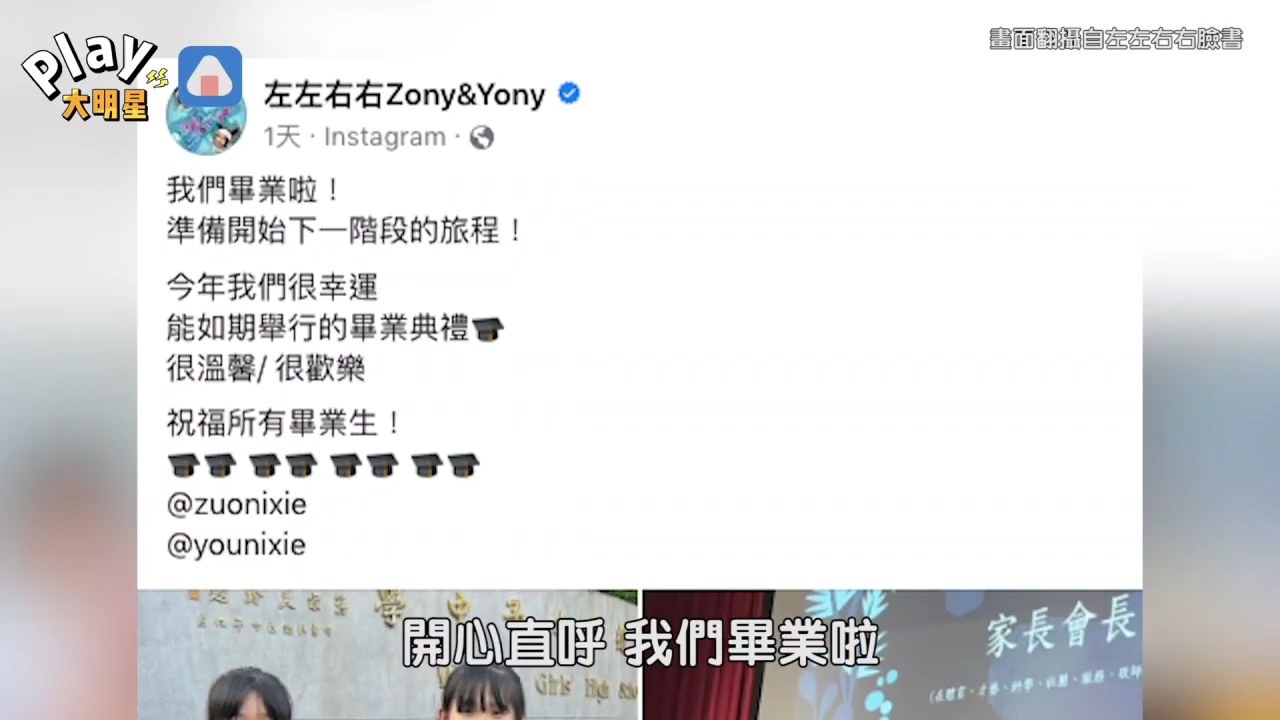 Play
大明星
畫面翻攝自左左右右臉書
左左右右Zony&Yony
1天 · Instagram ·
我們畢業啦！
準備開始下一階段的旅程！
今年我們很幸運
能如期舉行的畢業典禮🎓
很溫馨/ 很歡樂
祝福所有畢業生！
🎓🎓 🎓🎓 🎓🎓 🎓🎓
@zuonixie
@younixie
家長會長
開心直呼 我們畢業啦
Girls' High